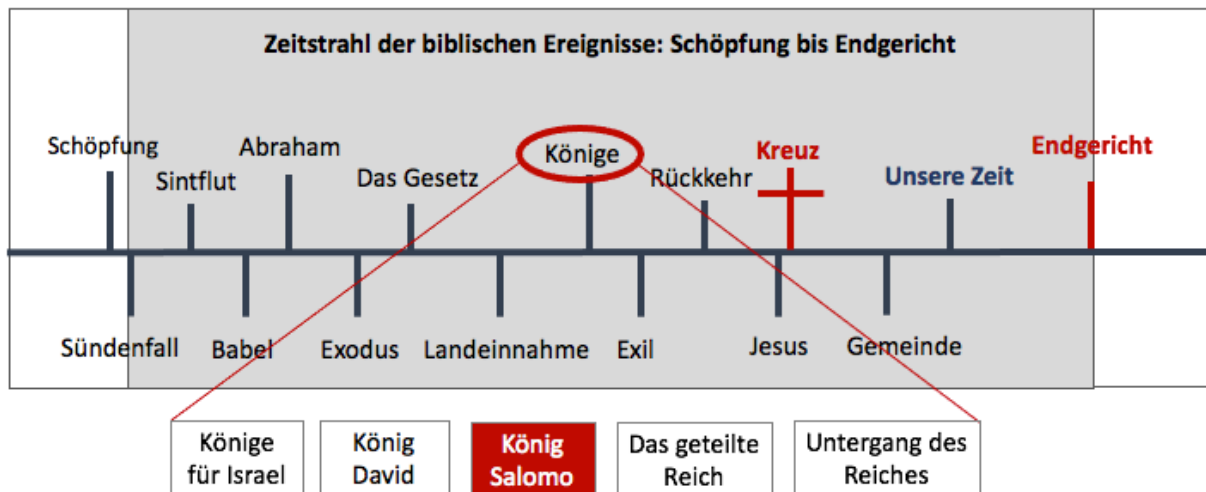 Zeitstrahl der biblischen Ereignisse: Schöpfung bis Endgericht
Schöpfung
Sintflut
Abraham
Das Gesetz
Könige
Rückkehr
Kreuz
Unsere Zeit
Endgericht
Sündenfall
Babel
Exodus
Landeinnahme
Exil
Jesus
Gemeinde
Könige
für Israel
König
David
König
Salomo
Das geteilte
Reich
Untergang des
Reiches